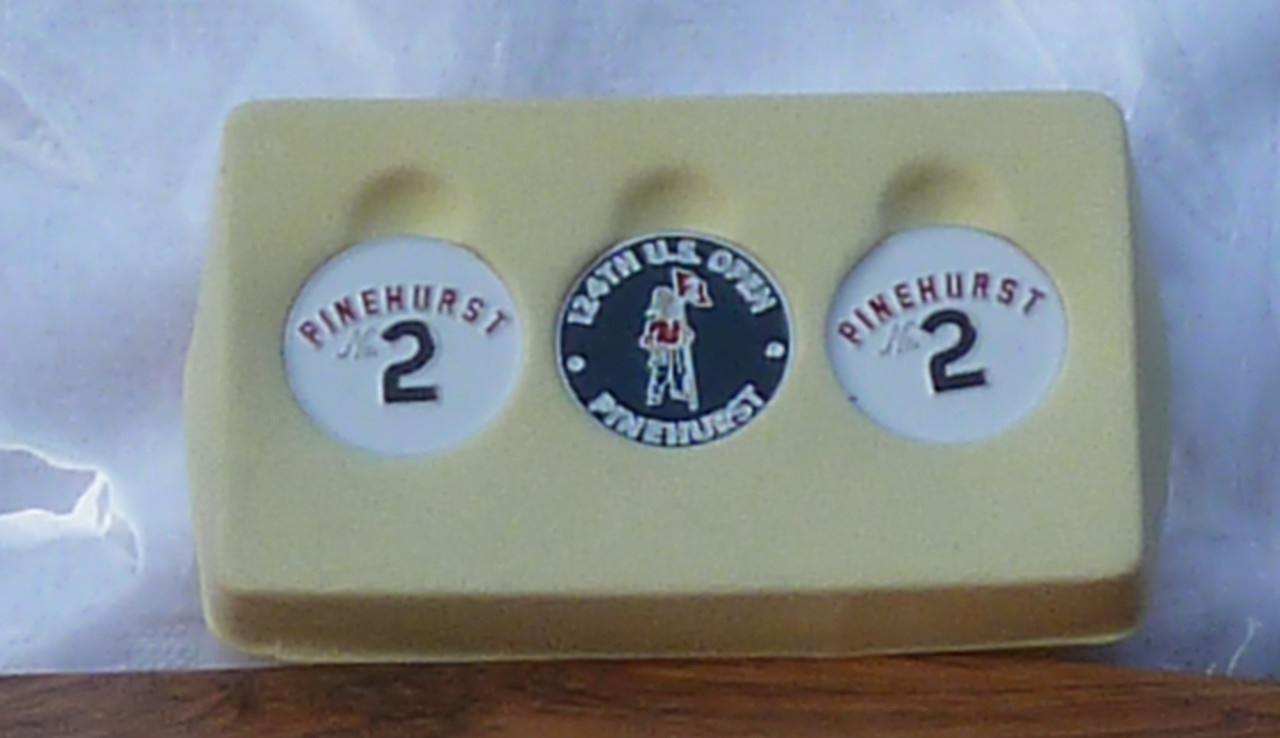 PINEHURST
No.
2
124TH U.S. OPEN
PINEHURST
PINEHURST
No.
2